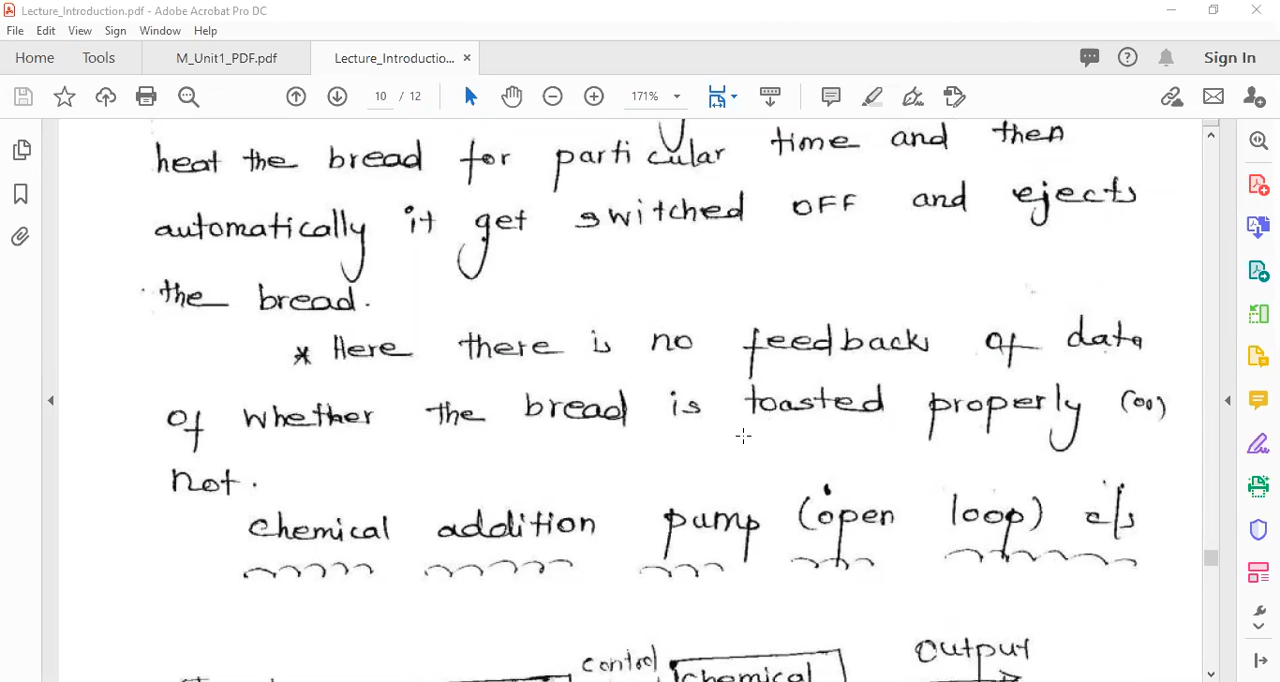 Lecture_Introduction.pdf - Adobe Acrobat Pro DC
File Edit View Sign Window Help
Home Tools M_Unit1_PDF.pdf Lecture_Introductio... × Sign In
10 / 12 171%
heat the bread for particular time and then
automatically it get switched OFF and ejects
the bread.
* Here there is no feedback of data
of whether the bread is toasted properly (or)
not.
chemical addition pump (open loop) c/s
control chemical output